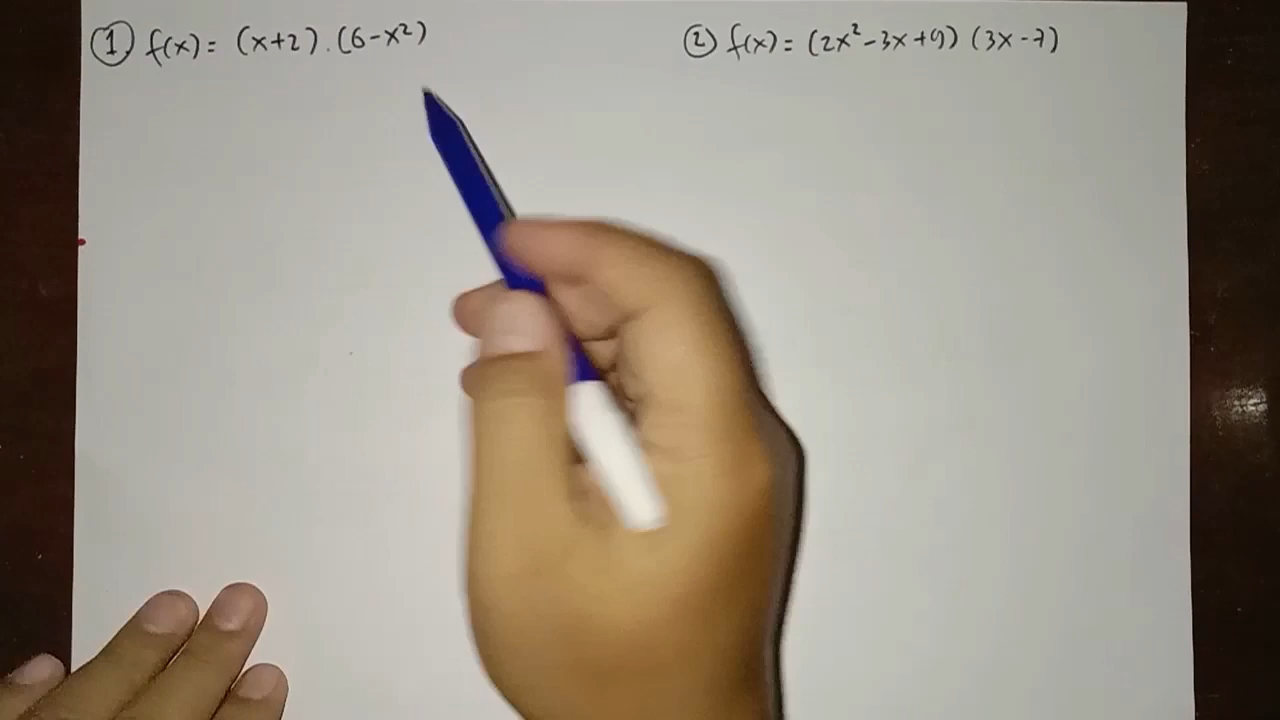 ① f(x) = (x+2).(6-x²)
② f(x) = (2x²-3x+9) (3x-7)